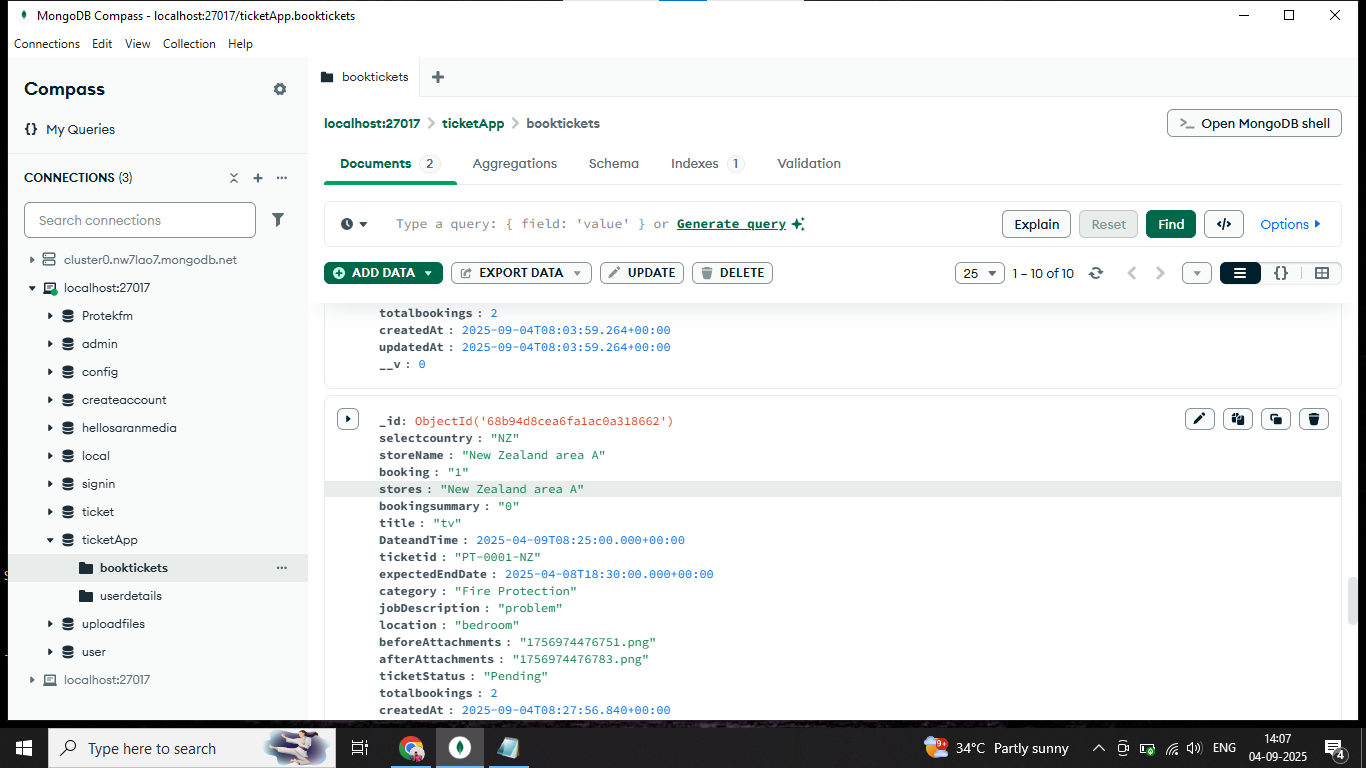 MongoDB Compass - localhost:27017/ticketApp.booktickets
Connections Edit View Collection Help
Compass
My Queries
CONNECTIONS (3)
Search connections
cluster0.nw7lao7.mongodb.net
localhost:27017
Protekfm
admin
config
createaccount
hellosaranmedia
local
signin
ticket
ticketApp
booktickets
userdetails
uploadfiles
user
localhost:27017
booktickets
localhost:27017 > ticketApp > booktickets
>_ Open MongoDB shell
Documents 2 Aggregations Schema Indexes 1 Validation
Type a query: { field: 'value' } or Generate query
Explain Reset Find </> Options
ADD DATA EXPORT DATA UPDATE DELETE
25 1 – 10 of 10 {}
totalbookings : 2
createdAt : 2025-09-04T08:03:59.264+00:00
updatedAt : 2025-09-04T08:03:59.264+00:00
__v : 0
_id: ObjectId('68b94d8cea6fa1ac0a318662')
selectcountry : "NZ"
storeName : "New Zealand area A"
booking : "1"
stores : "New Zealand area A"
bookingsummary : "0"
title : "tv"
DateandTime : 2025-04-09T08:25:00.000+00:00
ticketid : "PT-0001-NZ"
expectedEndDate : 2025-04-08T18:30:00.000+00:00
category : "Fire Protection"
jobDescription : "problem"
location : "bedroom"
beforeAttachments : "1756974476751.png"
afterAttachments : "1756974476783.png"
ticketStatus : "Pending"
totalbookings : 2
createdAt : 2025-09-04T08:27:56.840+00:00
Type here to search
9+ 34°C Partly sunny
ENG
14:07
04-09-2025
4